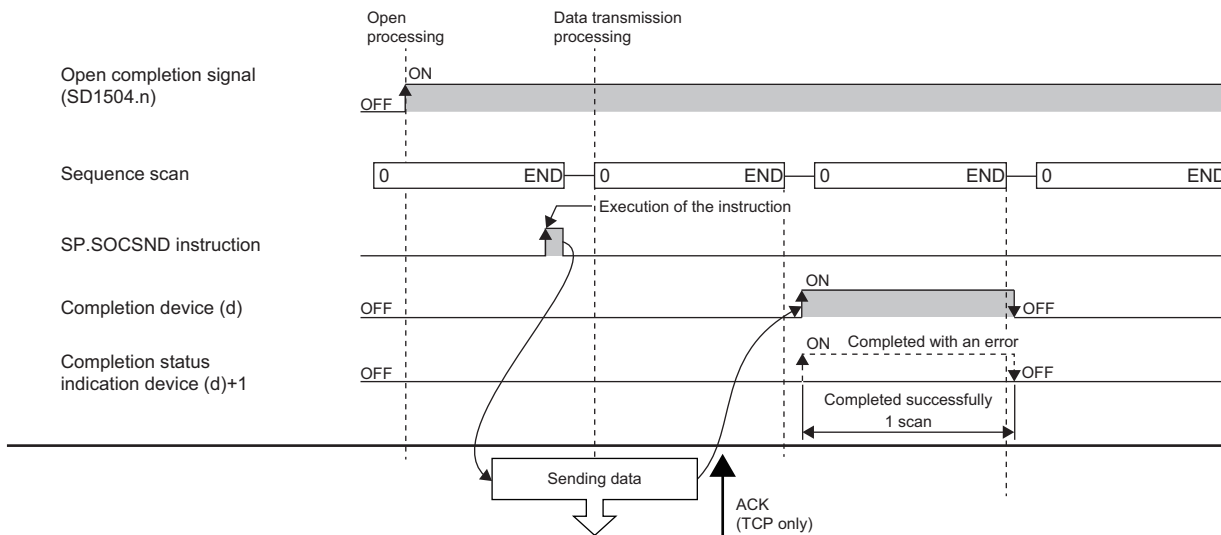 Open
processing
Data transmission
processing
Open completion signal
(SD1504.n)
ON
OFF
Sequence scan
0 END 0 END 0 END 0 END
Execution of the instruction
SP.SOCSND instruction
Completion device (d)
OFF
ON
OFF
Completion status
indication device (d)+1
OFF
ON
Completed with an error
OFF
Completed successfully
1 scan
Sending data
ACK
(TCP only)